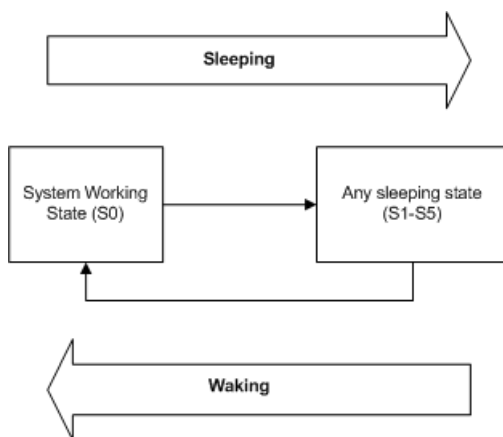 Sleeping
System Working
State (S0)
Any sleeping state
(S1-S5)
Waking